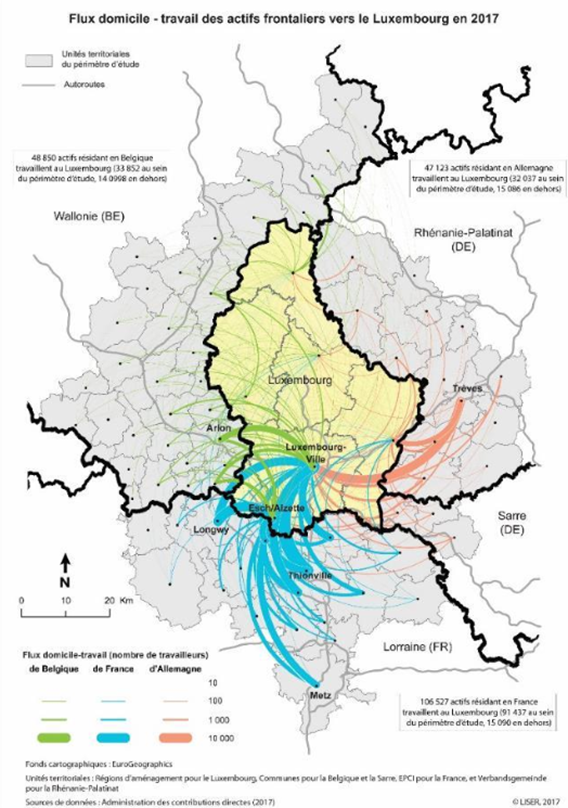 Flux domicile - travail des actifs frontaliers vers le Luxembourg en 2017
Unités territoriales
du périmètre d'étude
Autoroutes
48 850 actifs résidant en Belgique
travaillent au Luxembourg (33 852 au sein
du périmètre d'étude, 14 0998 en dehors)
47 123 actifs résidant en Allemagne
travaillent au Luxembourg (32 037 au sein
du périmètre d'étude, 15 086 en dehors)
Wallonie (BE)
Rhénanie-Palatinat
(DE)
Luxembourg
Trèves
Arlon
Luxembourg-
Ville
Esch/Alzette
Longwy
Sarre
(DE)
N
0 10 20 Km
Thionville
Lorraine (FR)
Flux domicile-travail (nombre de travailleurs)
de Belgique de France d'Allemagne
10
100
1 000
10 000
Metz
106 527 actifs résidant en France
travaillent au Luxembourg (91 437 au sein
du périmètre d'étude, 15 090 en dehors)
Fonds cartographiques : EuroGeographics
Unités territoriales : Régions d'aménagement pour le Luxembourg, Communes pour la Belgique et la Sarre, EPCI pour la France, et Verbandsgemeinde
pour la Rhénanie-Palatinat
Sources de données : Administration des contributions directes (2017)
© LISER, 2017